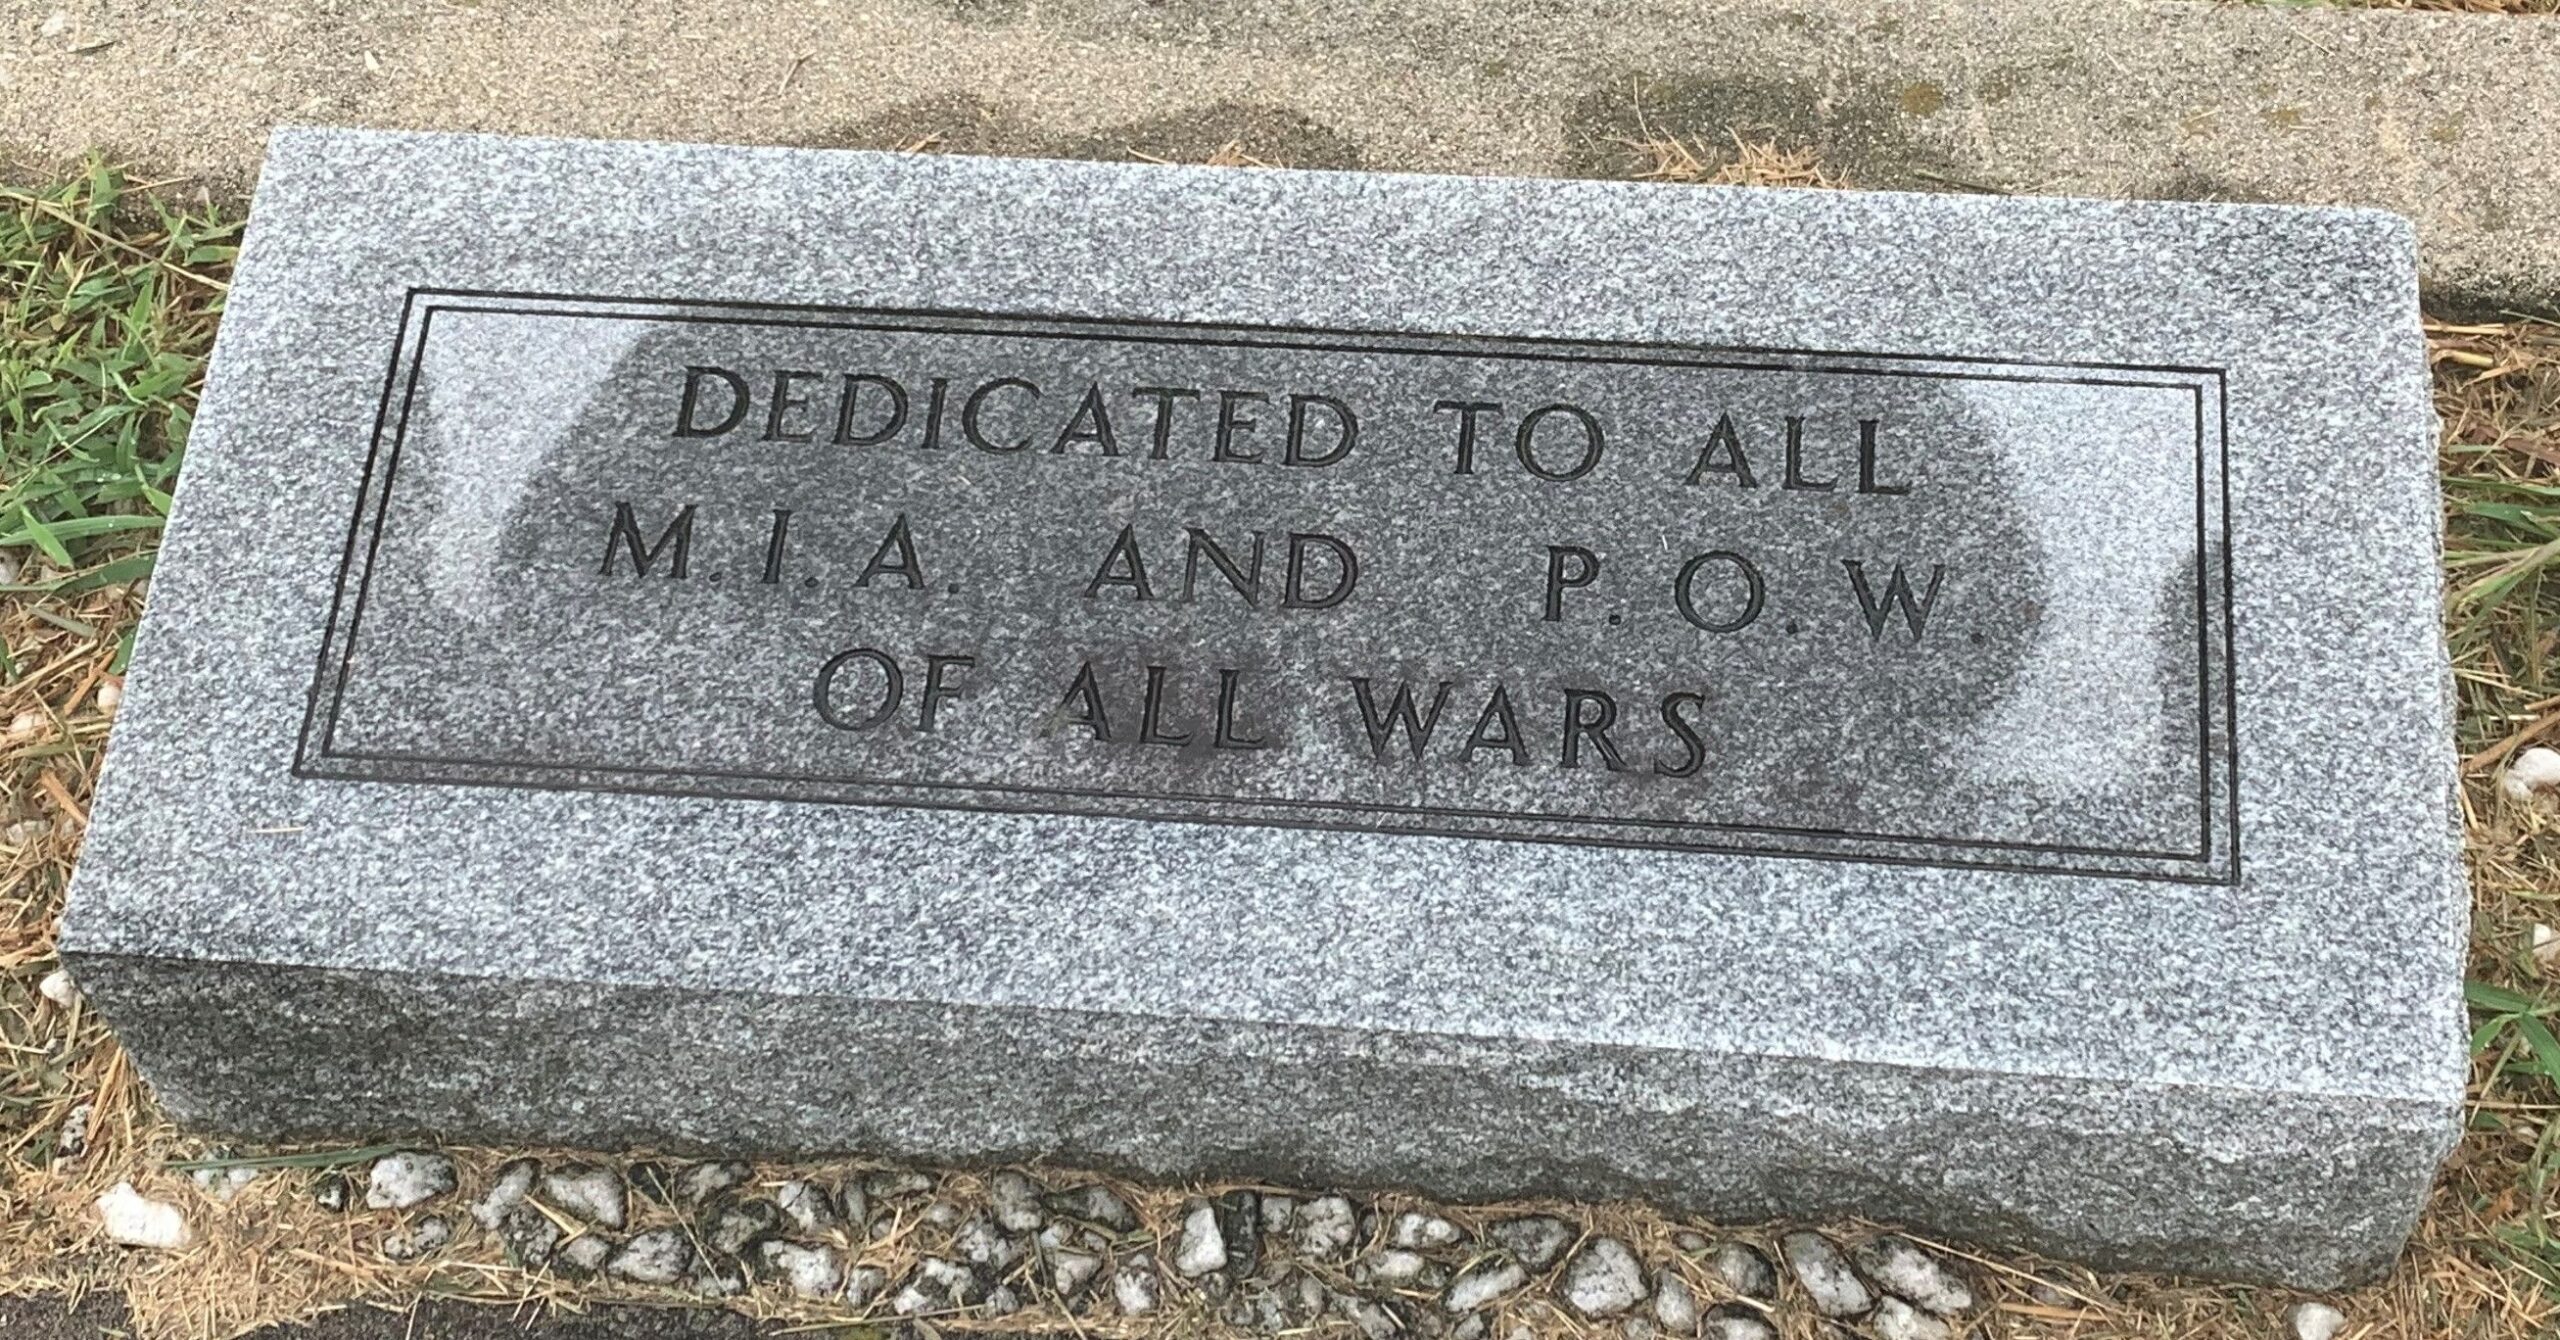 DEDICATED TO ALL
M.I.A. AND P.O.W.
OF ALL WARS